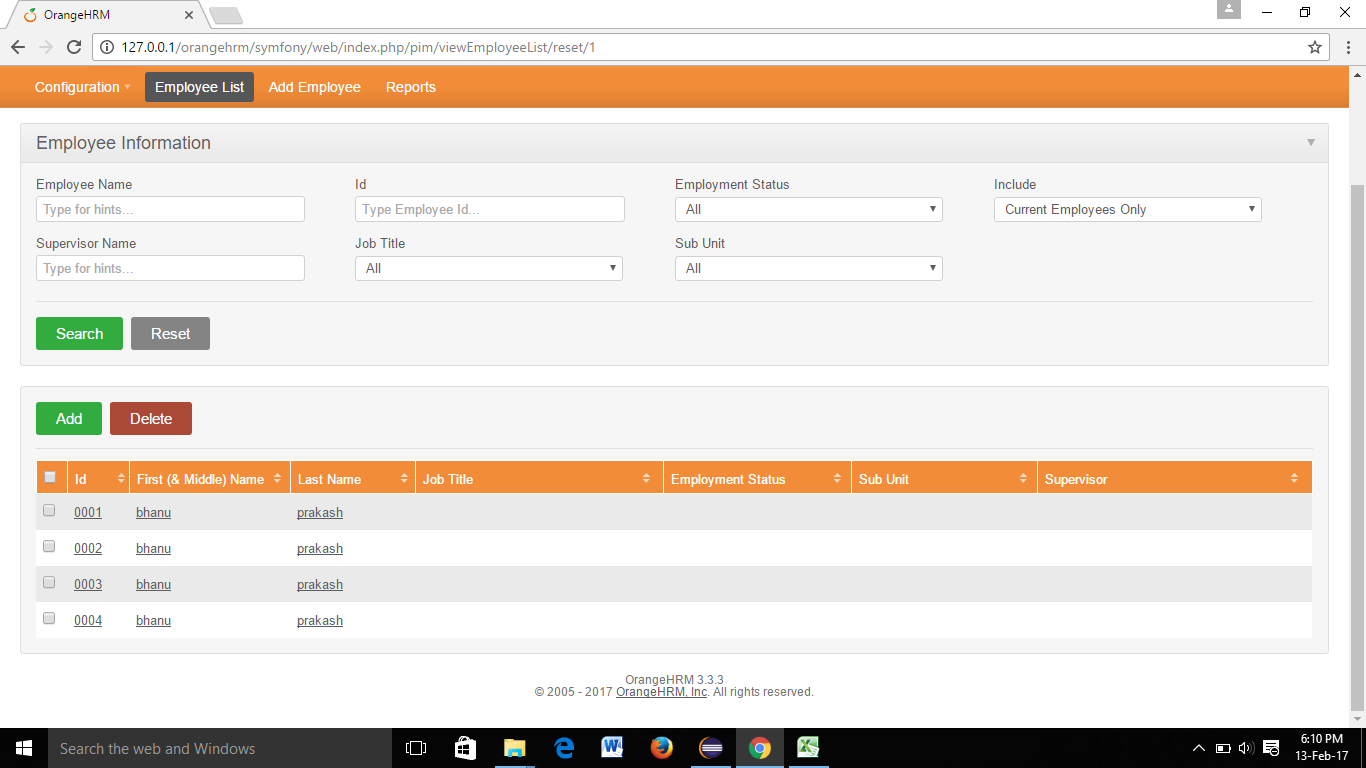 OrangeHRM
127.0.0.1/orangehrm/symfony/web/index.php/pim/viewEmployeeList/reset/1
Configuration Employee List Add Employee Reports
Employee Information
Employee Name Id Employment Status Include
Type for hints... Type Employee Id... All Current Employees Only
Supervisor Name Job Title Sub Unit
Type for hints... All All
Search Reset
Add Delete
Id First (& Middle) Name Last Name Job Title Employment Status Sub Unit Supervisor
0001 bhanu prakash
0002 bhanu prakash
0003 bhanu prakash
0004 bhanu prakash
OrangeHRM 3.3.3
© 2005 - 2017 OrangeHRM, Inc. All rights reserved.
Search the web and Windows
6:10 PM
13-Feb-17